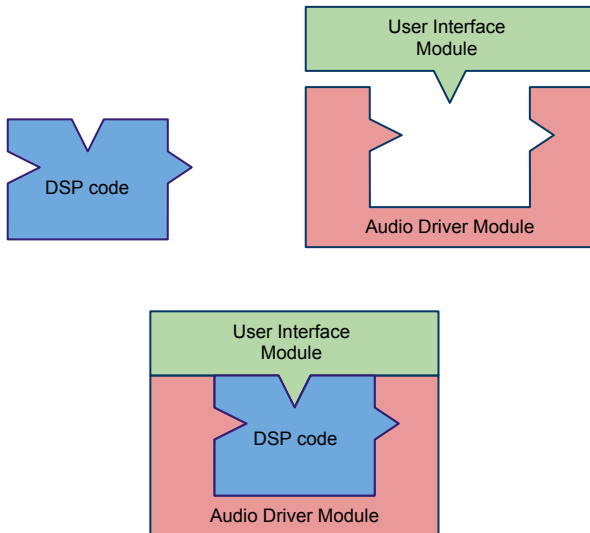 User Interface
Module
DSP code
Audio Driver Module
User Interface
Module
DSP code
Audio Driver Module